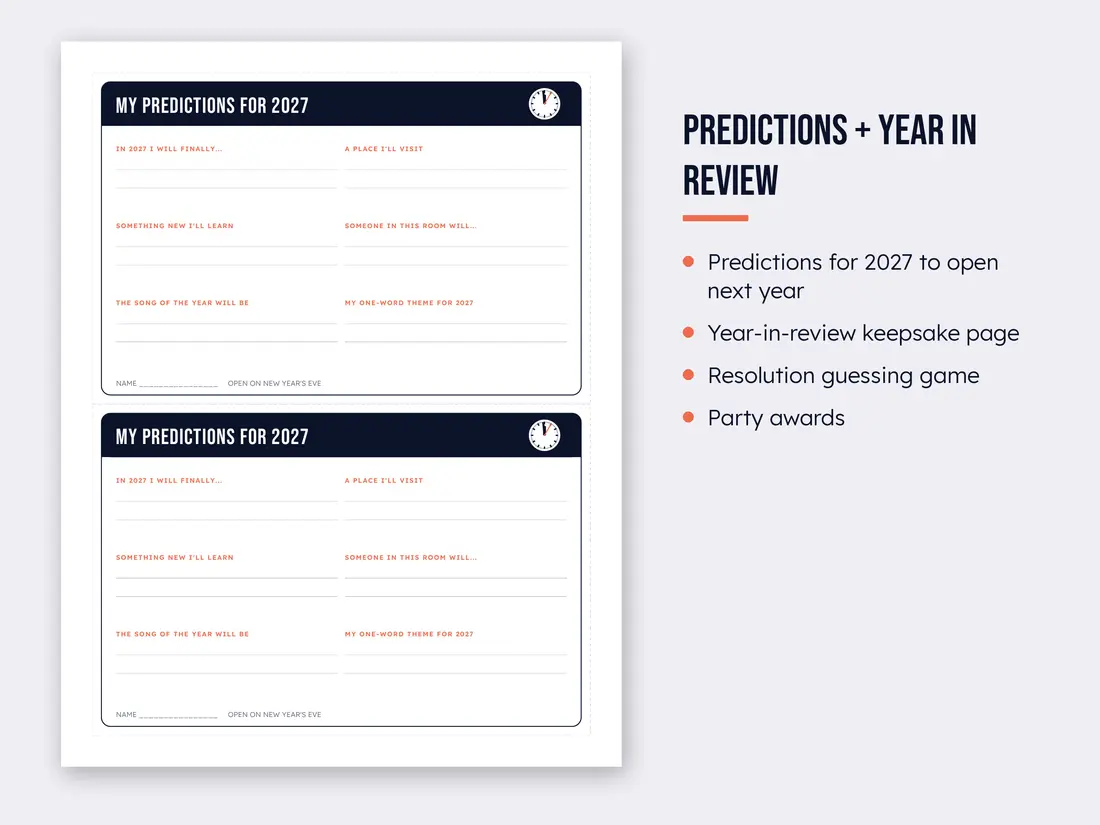 MY PREDICTIONS FOR 2027
IN 2027 I WILL FINALLY...
A PLACE I'LL VISIT
SOMETHING NEW I'LL LEARN
SOMEONE IN THIS ROOM WILL...
THE SONG OF THE YEAR WILL BE
MY ONE-WORD THEME FOR 2027
NAME ________________ OPEN ON NEW YEAR'S EVE
MY PREDICTIONS FOR 2027
IN 2027 I WILL FINALLY...
A PLACE I'LL VISIT
SOMETHING NEW I'LL LEARN
SOMEONE IN THIS ROOM WILL...
THE SONG OF THE YEAR WILL BE
MY ONE-WORD THEME FOR 2027
NAME ________________ OPEN ON NEW YEAR'S EVE
PREDICTIONS + YEAR IN
REVIEW
Predictions for 2027 to open
next year
Year-in-review keepsake page
Resolution guessing game
Party awards